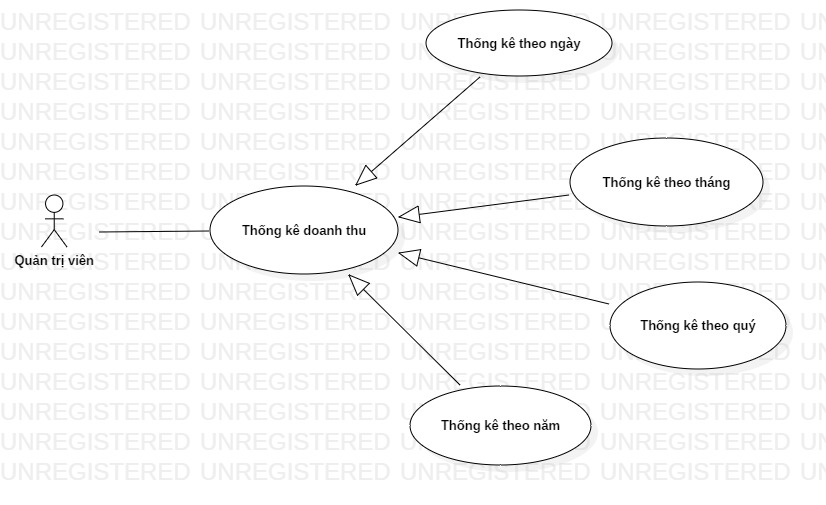 UNREGISTERED UNREGISTERED UNREGISTERED UNREGISTERED UN
Thống kê theo ngày
Thống kê theo tháng
Thống kê doanh thu
Quản trị viên
Thống kê theo quý
Thống kê theo năm